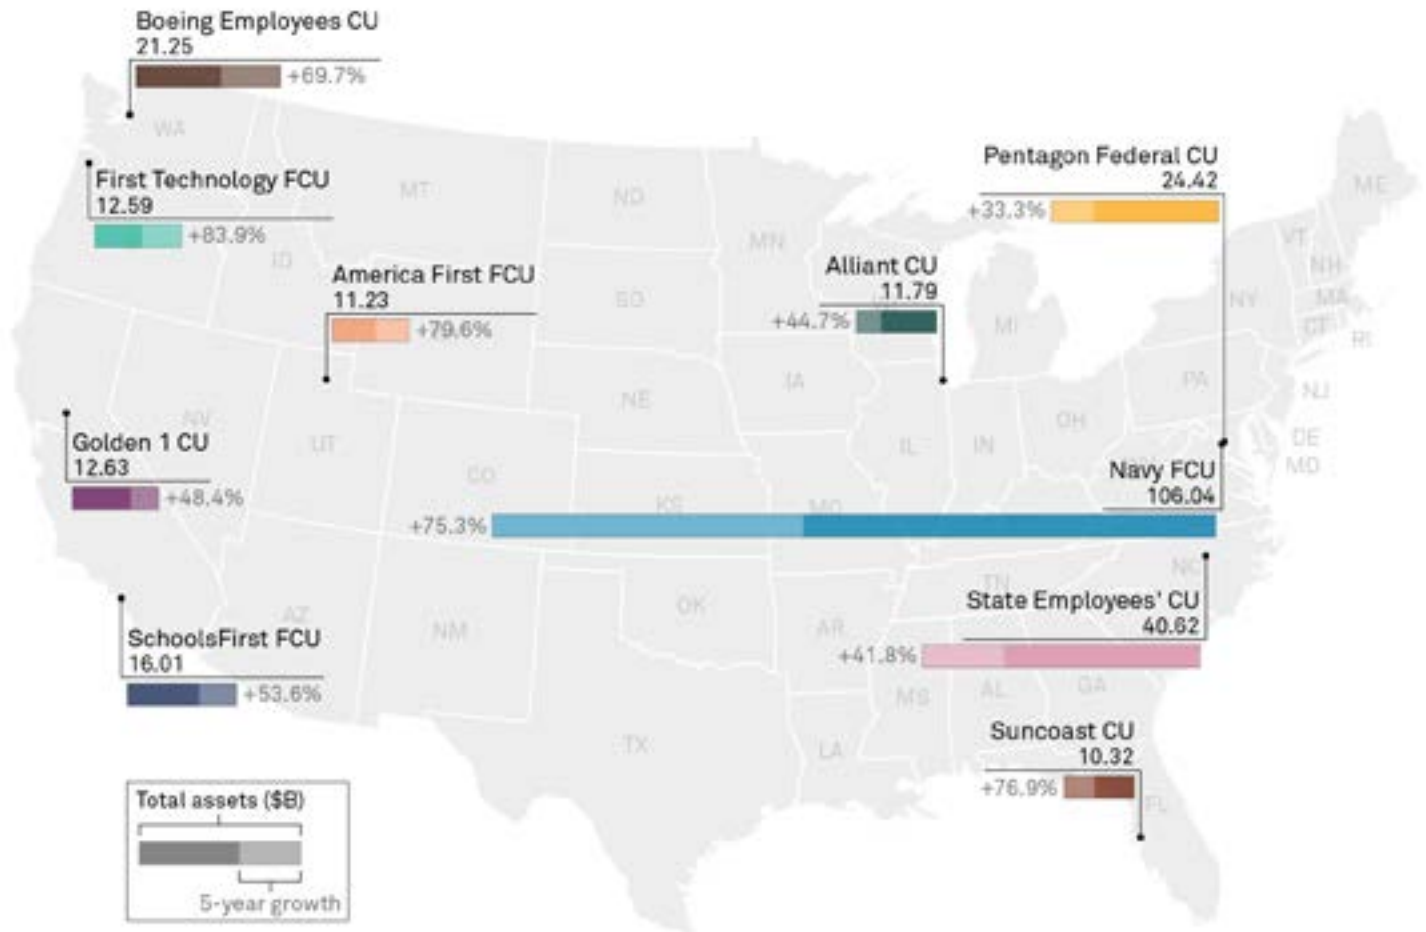 Boeing Employees CU
21.25
+69.7%
WA
First Technology FCU
12.59
+83.9%
MT
ND
MN
ID
SD
America First FCU
11.23
+79.6%
Pentagon Federal CU
24.42
+33.3%
ME
VT
NH
NY
MA
CT
RI
Alliant CU
11.79
+44.7%
MI
IA
NE
PA
NJ
OH
Golden 1 CU
12.63
+48.4%
NV
UT
CO
IL
IN
DE
MD
Navy FCU
106.04
KS
MO
+75.3%
NC
TN
State Employees' CU
40.62
+41.8%
OK
AR
AZ
NM
SchoolsFirst FCU
16.01
+53.6%
MS
AL
GA
TX
LA
Suncoast CU
10.32
+76.9%
FL
Total assets ($B)
5-year growth